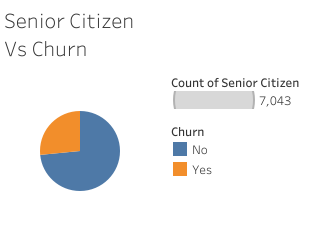 Senior Citizen
Vs Churn
Count of Senior Citizen
7,043
Churn
No
Yes